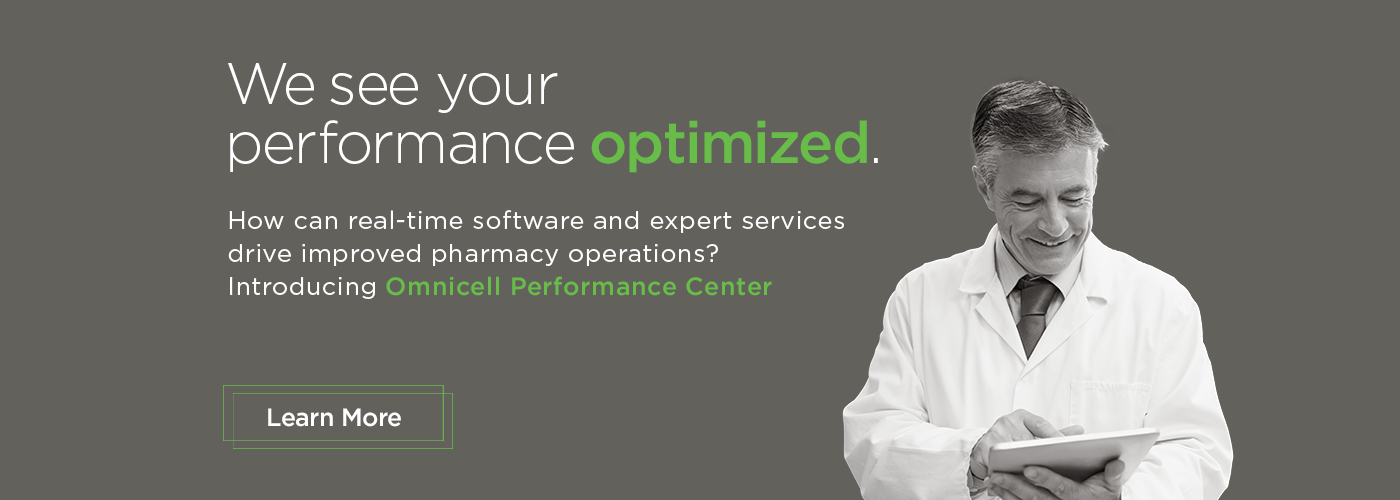 We see your
performance optimized.
How can real-time software and expert services
drive improved pharmacy operations?
Introducing Omnicell Performance Center
Learn More